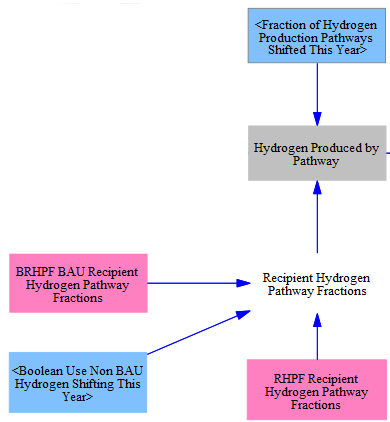 <Fraction of Hydrogen
Production Pathways
Shifted This Year>
Hydrogen Produced by
Pathway
BRHPF BAU Recipient
Hydrogen Pathway
Fractions
Recipient Hydrogen
Pathway Fractions
<Boolean Use Non BAU
Hydrogen Shifting This
Year>
RHPF Recipient
Hydrogen Pathway
Fractions